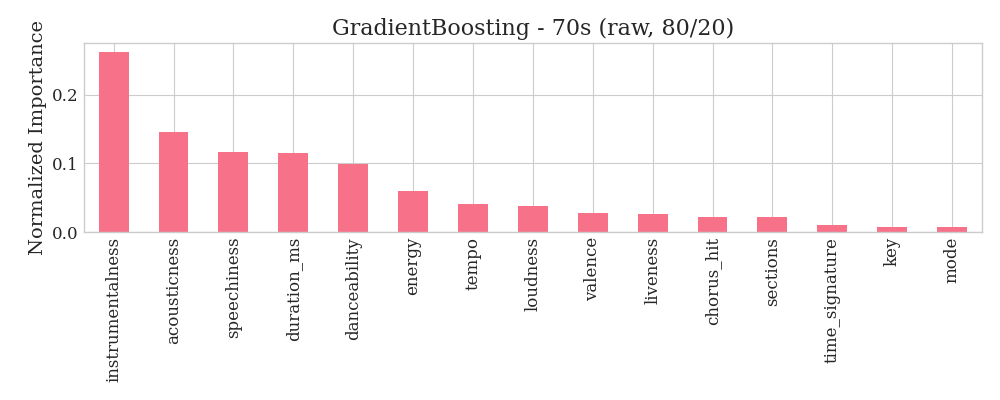 GradientBoosting - 70s (raw, 80/20)
Normalized Importance
0.2
0.1
0.0
instrumentalness
acousticness
speechiness
duration_ms
danceability
energy
tempo
loudness
valence
liveness
chorus_hit
sections
time_signature
key
mode